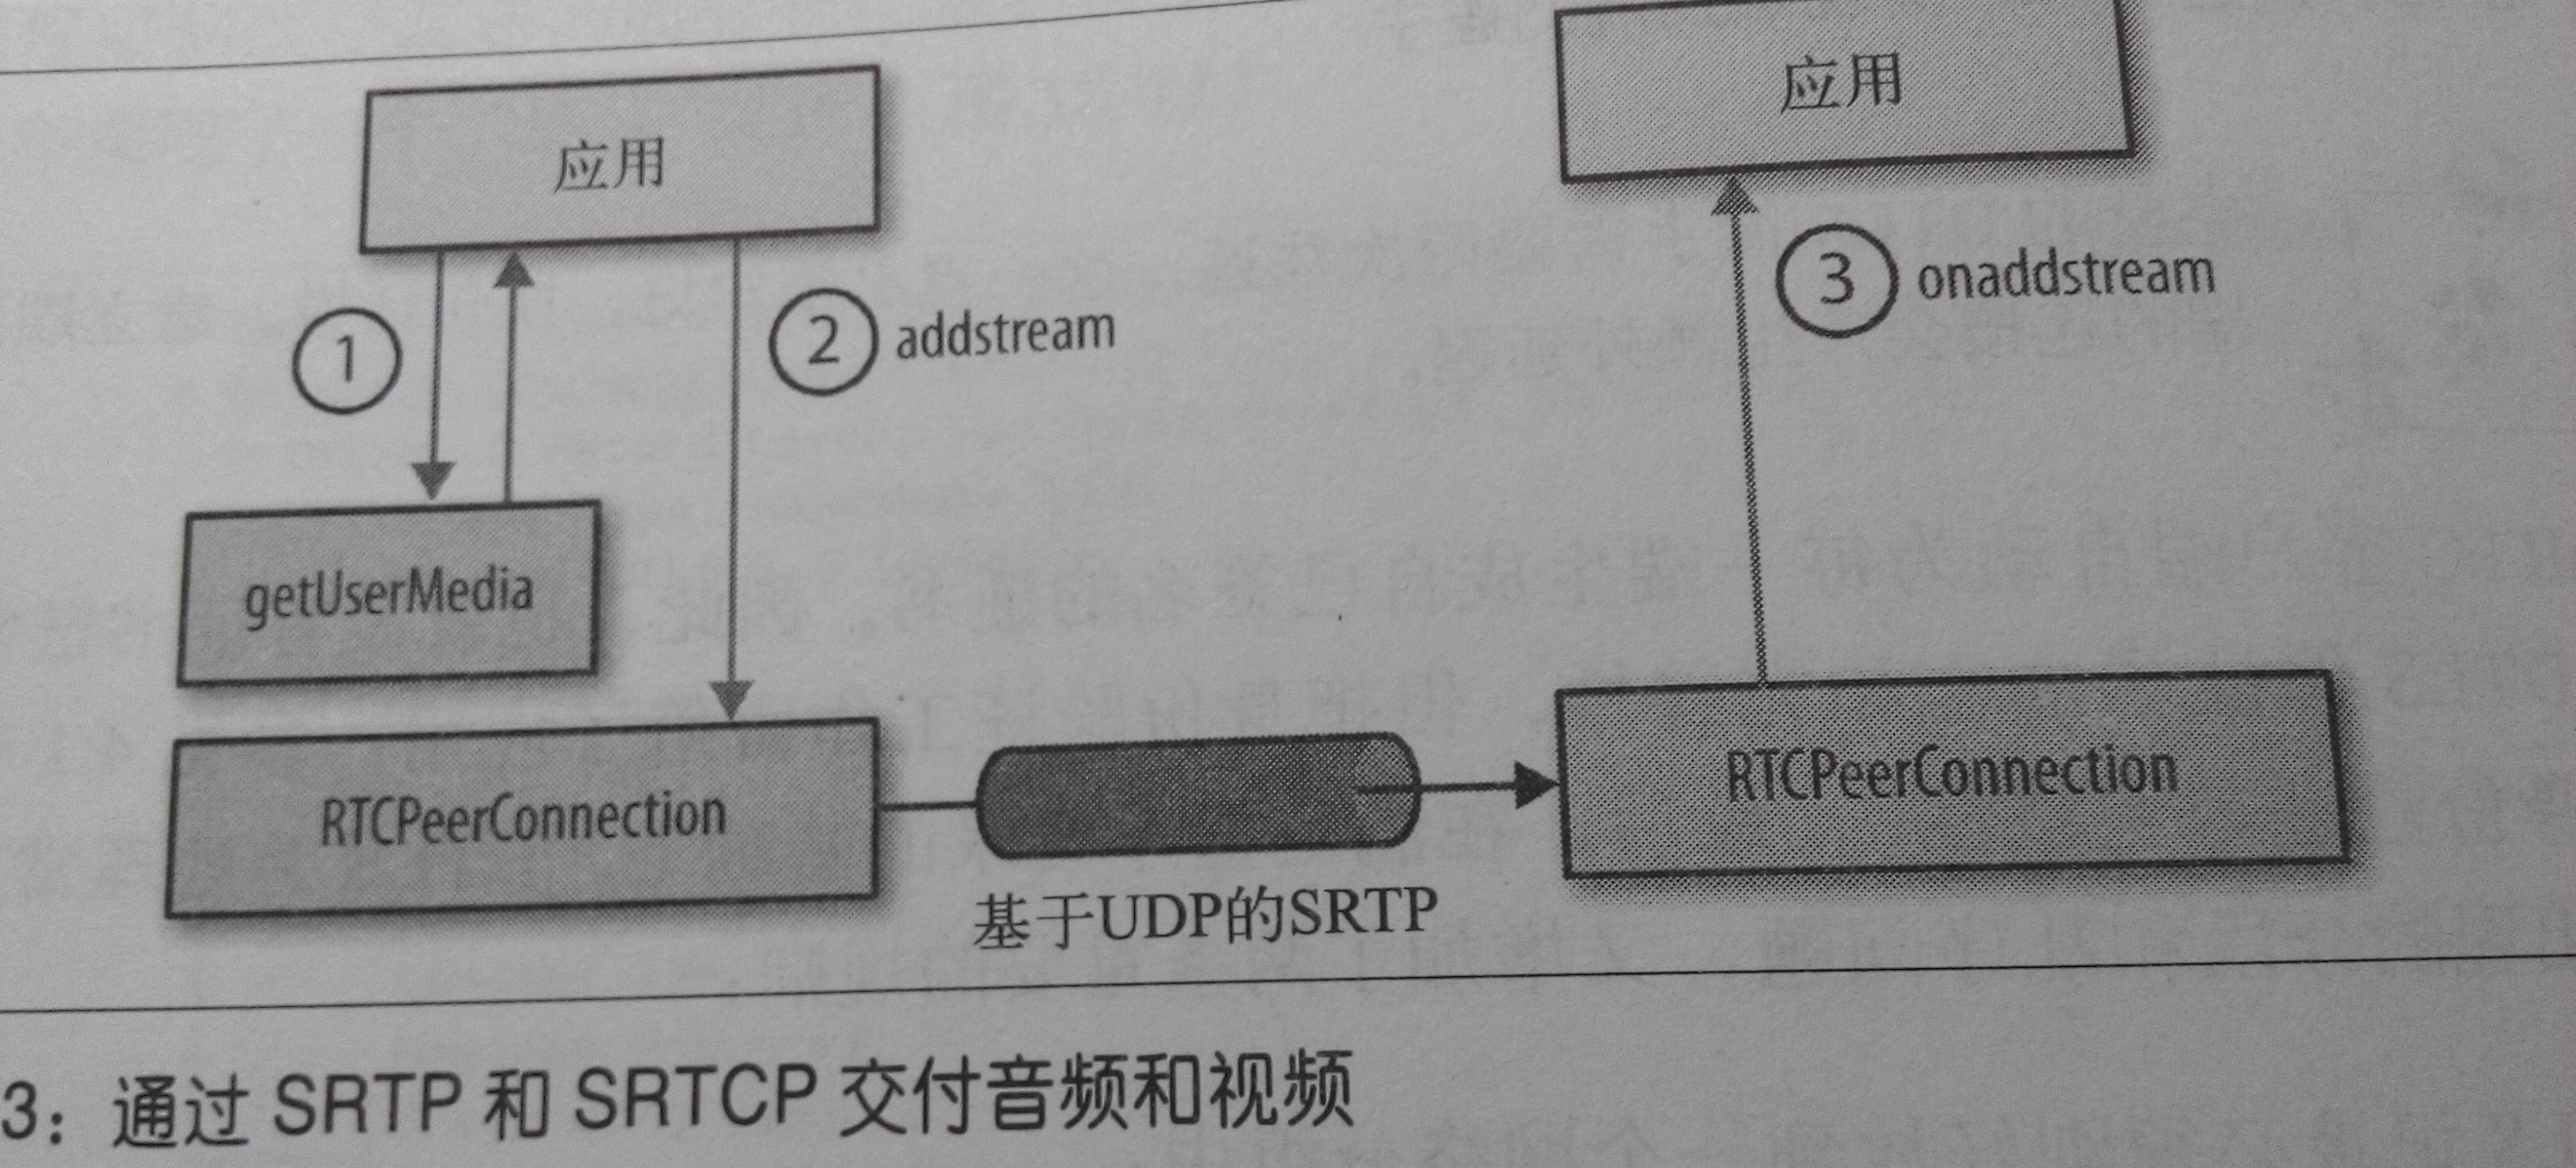 应用
应用
① 
② addstream
③ onaddstream
getUserMedia
RTCPeerConnection
RTCPeerConnection
基于UDP的SRTP
3：通过 SRTP 和 SRTCP 交付音频和视频